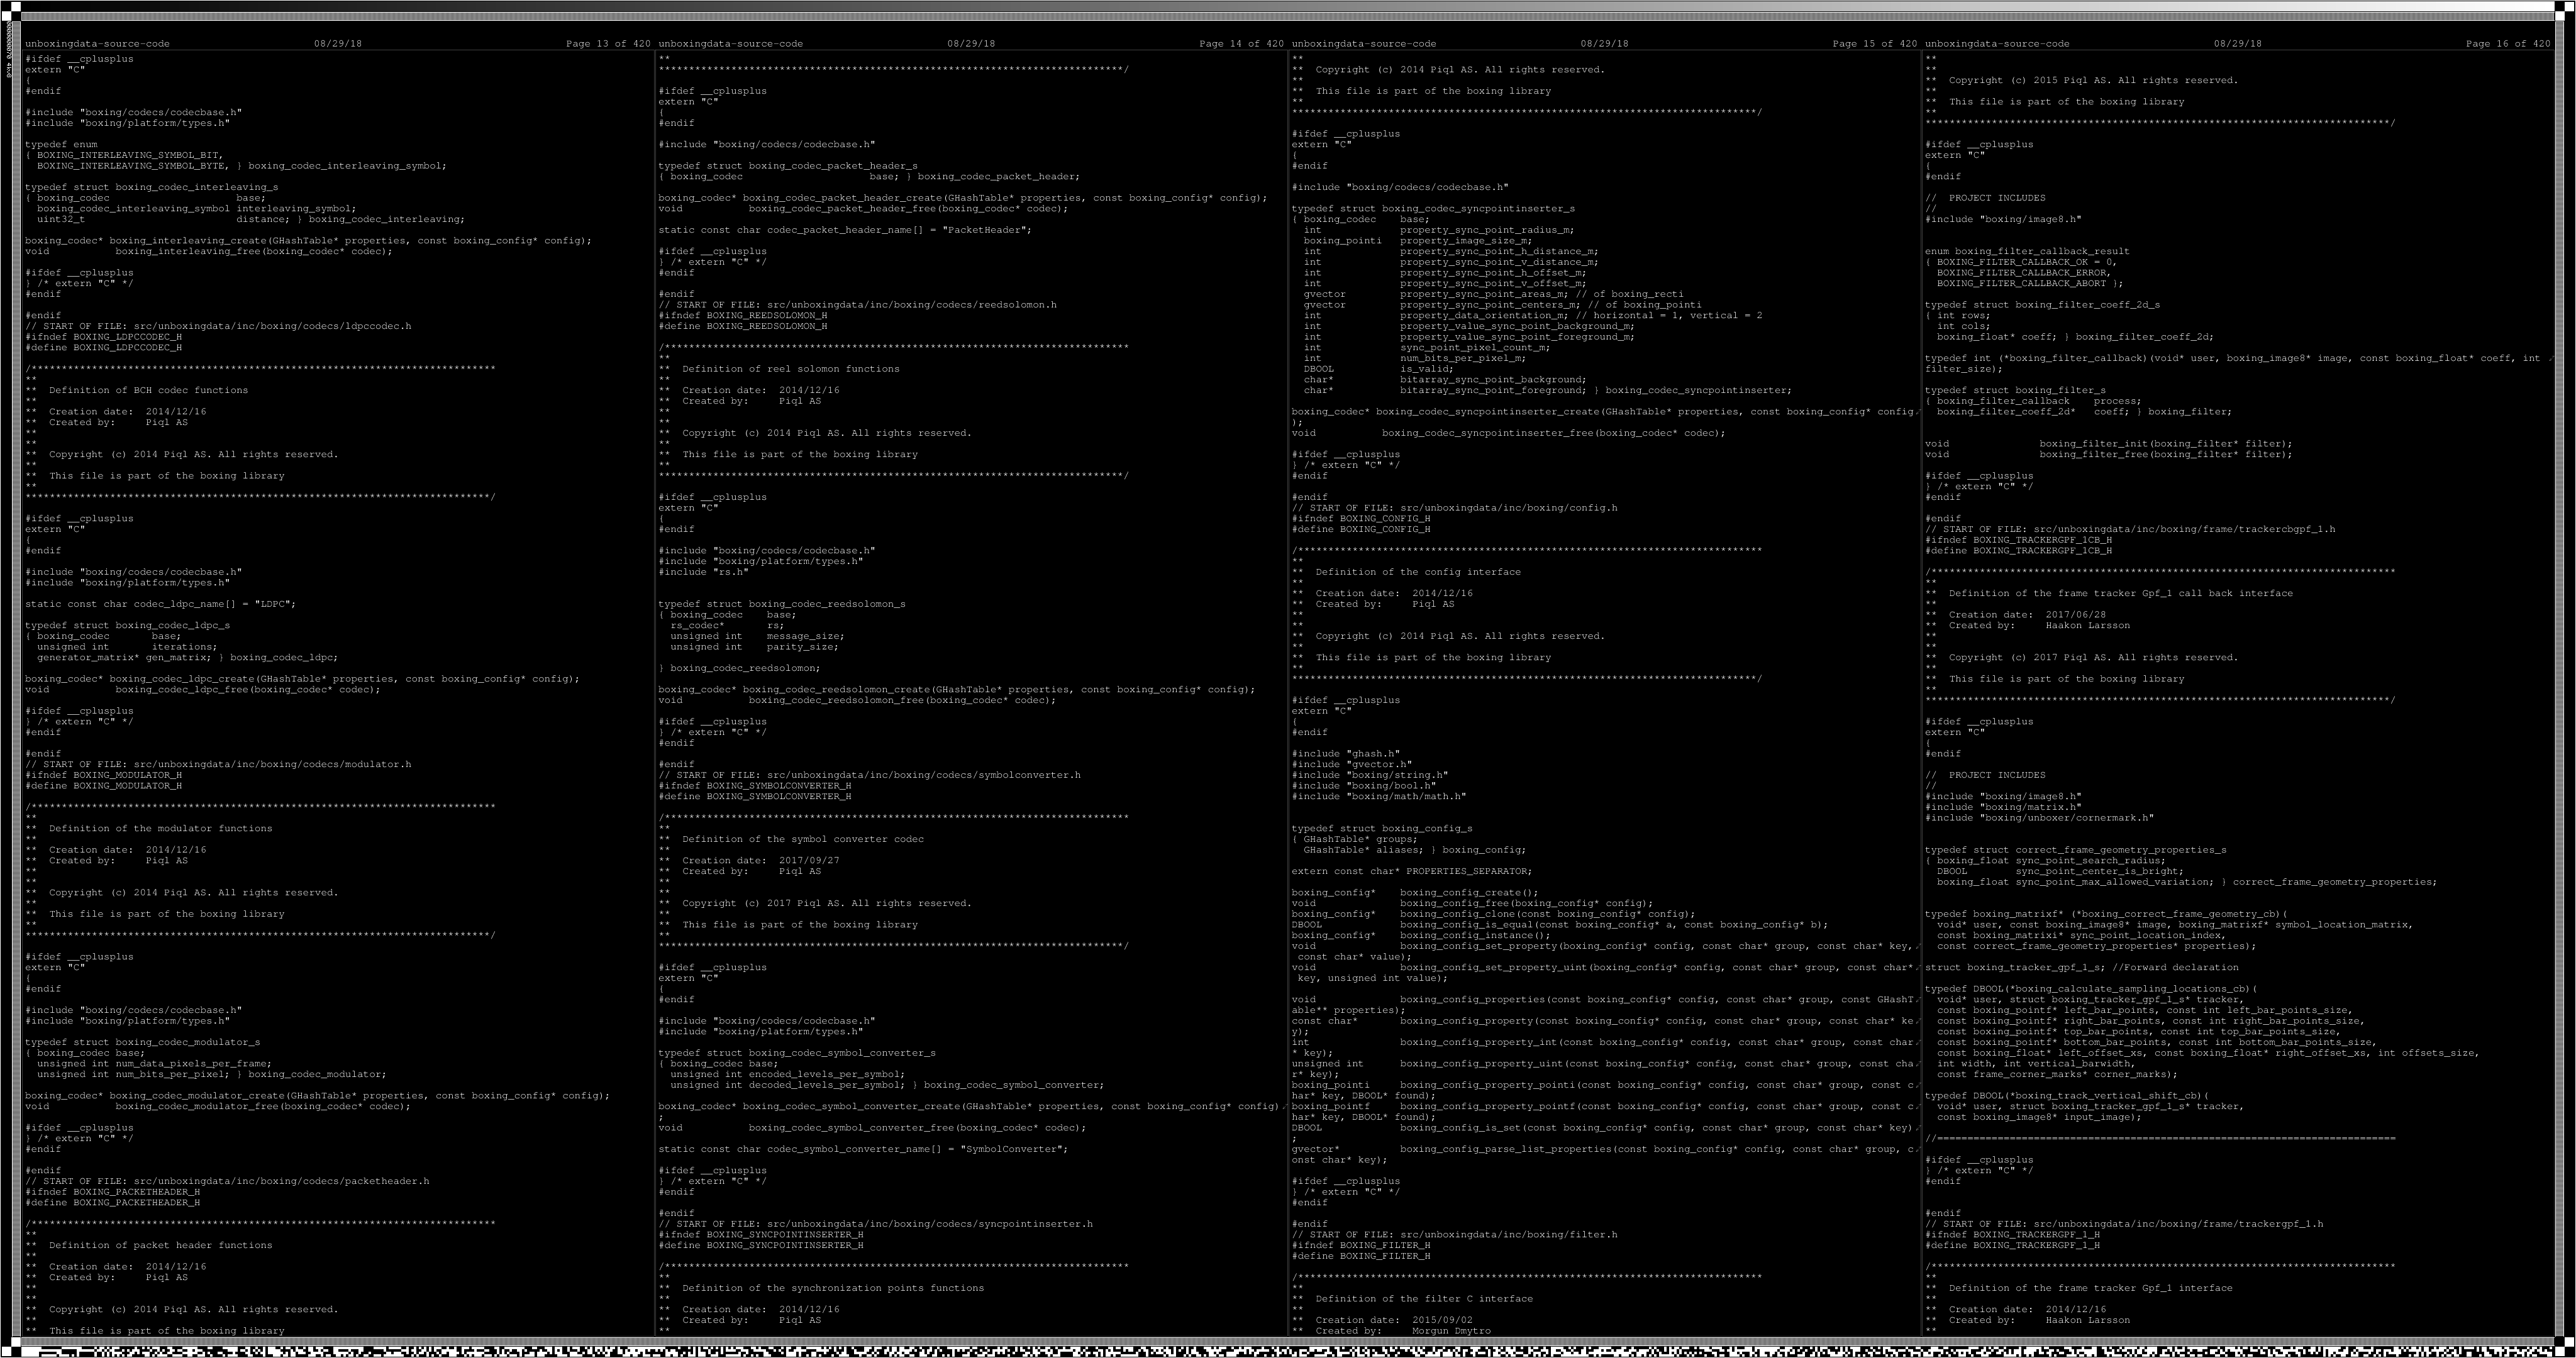 unboxingdata-source-code 08/29/18 Page 13 of 420
#ifdef __cplusplus
extern "C"
{
#endif

#include "boxing/codecs/codecbase.h"
#include "boxing/platform/types.h"

typedef enum
{ BOXING_INTERLEAVING_SYMBOL_BIT,
  BOXING_INTERLEAVING_SYMBOL_BYTE, } boxing_codec_interleaving_symbol;

typedef struct boxing_codec_interleaving_s
{ boxing_codec                     base;
  boxing_codec_interleaving_symbol interleaving_symbol;
  uint32_t                         distance; } boxing_codec_interleaving;

boxing_codec* boxing_interleaving_create(GHashTable* properties, const boxing_config* config);
void           boxing_interleaving_free(boxing_codec* codec);

#ifdef __cplusplus
} /* extern "C" */
#endif

#endif
// START OF FILE: src/unboxingdata/inc/boxing/codecs/ldpccodec.h
#ifndef BOXING_LDPCCODEC_H
#define BOXING_LDPCCODEC_H

/*****************************************************************************
**
**  Definition of BCH codec functions
**
**  Creation date:  2014/12/16
**  Created by:     Piql AS
**
**
**  Copyright (c) 2014 Piql AS. All rights reserved.
**
**  This file is part of the boxing library
**
*****************************************************************************/

#ifdef __cplusplus
extern "C"
{
#endif

#include "boxing/codecs/codecbase.h"
#include "boxing/platform/types.h"

static const char codec_ldpc_name[] = "LDPC";

typedef struct boxing_codec_ldpc_s
{ boxing_codec       base;
  unsigned int       iterations;
  generator_matrix* gen_matrix; } boxing_codec_ldpc;

boxing_codec* boxing_codec_ldpc_create(GHashTable* properties, const boxing_config* config);
void           boxing_codec_ldpc_free(boxing_codec* codec);

#ifdef __cplusplus
} /* extern "C" */
#endif

#endif
// START OF FILE: src/unboxingdata/inc/boxing/codecs/modulator.h
#ifndef BOXING_MODULATOR_H
#define BOXING_MODULATOR_H

/*****************************************************************************
**
**  Definition of the modulator functions
**
**  Creation date:  2014/12/16
**  Created by:     Piql AS
**
**
**  Copyright (c) 2014 Piql AS. All rights reserved.
**
**  This file is part of the boxing library
**
*****************************************************************************/

#ifdef __cplusplus
extern "C"
{
#endif

#include "boxing/codecs/codecbase.h"
#include "boxing/platform/types.h"

typedef struct boxing_codec_modulator_s
{ boxing_codec base;
  unsigned int num_data_pixels_per_frame;
  unsigned int num_bits_per_pixel; } boxing_codec_modulator;

boxing_codec* boxing_codec_modulator_create(GHashTable* properties, const boxing_config* config);
void           boxing_codec_modulator_free(boxing_codec* codec);

#ifdef __cplusplus
} /* extern "C" */
#endif

#endif
// START OF FILE: src/unboxingdata/inc/boxing/codecs/packetheader.h
#ifndef BOXING_PACKETHEADER_H
#define BOXING_PACKETHEADER_H

/*****************************************************************************
**
**  Definition of packet header functions
**
**  Creation date:  2014/12/16
**  Created by:     Piql AS
**
**
**  Copyright (c) 2014 Piql AS. All rights reserved.
**
**  This file is part of the boxing library
unboxingdata-source-code 08/29/18 Page 14 of 420
**
*****************************************************************************/

#ifdef __cplusplus
extern "C"
{
#endif

#include "boxing/codecs/codecbase.h"

typedef struct boxing_codec_packet_header_s
{ boxing_codec                     base; } boxing_codec_packet_header;

boxing_codec* boxing_codec_packet_header_create(GHashTable* properties, const boxing_config* config);
void           boxing_codec_packet_header_free(boxing_codec* codec);

static const char codec_packet_header_name[] = "PacketHeader";

#ifdef __cplusplus
} /* extern "C" */
#endif

#endif
// START OF FILE: src/unboxingdata/inc/boxing/codecs/reedsolomon.h
#ifndef BOXING_REEDSOLOMON_H
#define BOXING_REEDSOLOMON_H

/*****************************************************************************
**
**  Definition of reel solomon functions
**
**  Creation date:  2014/12/16
**  Created by:     Piql AS
**
**
**  Copyright (c) 2014 Piql AS. All rights reserved.
**
**  This file is part of the boxing library
**
*****************************************************************************/

#ifdef __cplusplus
extern "C"
{
#endif

#include "boxing/codecs/codecbase.h"
#include "boxing/platform/types.h"
#include "rs.h"


typedef struct boxing_codec_reedsolomon_s
{ boxing_codec    base;
  rs_codec*       rs;
  unsigned int    message_size;
  unsigned int    parity_size;

} boxing_codec_reedsolomon;

boxing_codec* boxing_codec_reedsolomon_create(GHashTable* properties, const boxing_config* config);
void           boxing_codec_reedsolomon_free(boxing_codec* codec);

#ifdef __cplusplus
} /* extern "C" */
#endif

#endif
// START OF FILE: src/unboxingdata/inc/boxing/codecs/symbolconverter.h
#ifndef BOXING_SYMBOLCONVERTER_H
#define BOXING_SYMBOLCONVERTER_H

/*****************************************************************************
**
**  Definition of the symbol converter codec
**
**  Creation date:  2017/09/27
**  Created by:     Piql AS
**
**
**  Copyright (c) 2017 Piql AS. All rights reserved.
**
**  This file is part of the boxing library
**
*****************************************************************************/

#ifdef __cplusplus
extern "C"
{
#endif

#include "boxing/codecs/codecbase.h"
#include "boxing/platform/types.h"

typedef struct boxing_codec_symbol_converter_s
{ boxing_codec base;
  unsigned int encoded_levels_per_symbol;
  unsigned int decoded_levels_per_symbol; } boxing_codec_symbol_converter;

boxing_codec* boxing_codec_symbol_converter_create(GHashTable* properties, const boxing_config* config)
;
void           boxing_codec_symbol_converter_free(boxing_codec* codec);

static const char codec_symbol_converter_name[] = "SymbolConverter";

#ifdef __cplusplus
} /* extern "C" */
#endif

#endif
// START OF FILE: src/unboxingdata/inc/boxing/codecs/syncpointinserter.h
#ifndef BOXING_SYNCPOINTINSERTER_H
#define BOXING_SYNCPOINTINSERTER_H

/*****************************************************************************
**
**  Definition of the synchronization points functions
**
**  Creation date:  2014/12/16
**  Created by:     Piql AS
**
unboxingdata-source-code 08/29/18 Page 15 of 420
**
**  Copyright (c) 2014 Piql AS. All rights reserved.
**
**  This file is part of the boxing library
**
*****************************************************************************/

#ifdef __cplusplus
extern "C"
{
#endif

#include "boxing/codecs/codecbase.h"

typedef struct boxing_codec_syncpointinserter_s
{ boxing_codec    base;
  int             property_sync_point_radius_m;
  boxing_pointi   property_image_size_m;
  int             property_sync_point_h_distance_m;
  int             property_sync_point_v_distance_m;
  int             property_sync_point_h_offset_m;
  int             property_sync_point_v_offset_m;
  gvector         property_sync_point_areas_m; // of boxing_recti
  gvector         property_sync_point_centers_m; // of boxing_pointi
  int             property_data_orientation_m; // horizontal = 1, vertical = 2
  int             property_value_sync_point_background_m;
  int             property_value_sync_point_foreground_m;
  int             sync_point_pixel_count_m;
  int             num_bits_per_pixel_m;
  DBOOL           is_valid;
  char*           bitarray_sync_point_background;
  char*           bitarray_sync_point_foreground; } boxing_codec_syncpointinserter;

boxing_codec* boxing_codec_syncpointinserter_create(GHashTable* properties, const boxing_config* config
);
void           boxing_codec_syncpointinserter_free(boxing_codec* codec);

#ifdef __cplusplus
} /* extern "C" */
#endif

#endif
// START OF FILE: src/unboxingdata/inc/boxing/config.h
#ifndef BOXING_CONFIG_H
#define BOXING_CONFIG_H

/*****************************************************************************
**
**  Definition of the config interface
**
**  Creation date:  2014/12/16
**  Created by:     Piql AS
**
**
**  Copyright (c) 2014 Piql AS. All rights reserved.
**
**  This file is part of the boxing library
**
*****************************************************************************/

#ifdef __cplusplus
extern "C"
{
#endif

#include "ghash.h"
#include "gvector.h"
#include "boxing/string.h"
#include "boxing/bool.h"
#include "boxing/math/math.h"


typedef struct boxing_config_s
{ GHashTable* groups;
  GHashTable* aliases; } boxing_config;

extern const char* PROPERTIES_SEPARATOR;

boxing_config*    boxing_config_create();
void              boxing_config_free(boxing_config* config);
boxing_config*    boxing_config_clone(const boxing_config* config);
DBOOL             boxing_config_is_equal(const boxing_config* a, const boxing_config* b);
boxing_config*    boxing_config_instance();
void              boxing_config_set_property(boxing_config* config, const char* group, const char* key,
 const char* value);
void              boxing_config_set_property_uint(boxing_config* config, const char* group, const char*
 key, unsigned int value);

void              boxing_config_properties(const boxing_config* config, const char* group, const GHashT
able** properties);
const char*       boxing_config_property(const boxing_config* config, const char* group, const char* ke
y);
int               boxing_config_property_int(const boxing_config* config, const char* group, const char
* key);
unsigned int      boxing_config_property_uint(const boxing_config* config, const char* group, const cha
r* key);
boxing_pointi     boxing_config_property_pointi(const boxing_config* config, const char* group, const c
har* key, DBOOL* found);
boxing_pointf     boxing_config_property_pointf(const boxing_config* config, const char* group, const c
har* key, DBOOL* found);
DBOOL             boxing_config_is_set(const boxing_config* config, const char* group, const char* key)
;
gvector*          boxing_config_parse_list_properties(const boxing_config* config, const char* group, c
onst char* key);

#ifdef __cplusplus
} /* extern "C" */
#endif

#endif
// START OF FILE: src/unboxingdata/inc/boxing/filter.h
#ifndef BOXING_FILTER_H
#define BOXING_FILTER_H

/*****************************************************************************
**
**  Definition of the filter C interface
**
**  Creation date:  2015/09/02
**  Created by:     Morgun Dmytro
unboxingdata-source-code 08/29/18 Page 16 of 420
**
**
**  Copyright (c) 2015 Piql AS. All rights reserved.
**
**  This file is part of the boxing library
**
*****************************************************************************/

#ifdef __cplusplus
extern "C"
{
#endif

//  PROJECT INCLUDES
//
#include "boxing/image8.h"


enum boxing_filter_callback_result
{ BOXING_FILTER_CALLBACK_OK = 0,
  BOXING_FILTER_CALLBACK_ERROR,
  BOXING_FILTER_CALLBACK_ABORT };

typedef struct boxing_filter_coeff_2d_s
{ int rows;
  int cols;
  boxing_float* coeff; } boxing_filter_coeff_2d;

typedef int (*boxing_filter_callback)(void* user, boxing_image8* image, const boxing_float* coeff, int
filter_size);

typedef struct boxing_filter_s
{ boxing_filter_callback    process;
  boxing_filter_coeff_2d*   coeff; } boxing_filter;


void               boxing_filter_init(boxing_filter* filter);
void               boxing_filter_free(boxing_filter* filter);

#ifdef __cplusplus
} /* extern "C" */
#endif

#endif
// START OF FILE: src/unboxingdata/inc/boxing/frame/trackercbgpf_1.h
#ifndef BOXING_TRACKERGPF_1CB_H
#define BOXING_TRACKERGPF_1CB_H

/*****************************************************************************
**
**  Definition of the frame tracker Gpf_1 call back interface
**
**  Creation date:  2017/06/28
**  Created by:     Haakon Larsson
**
**
**  Copyright (c) 2017 Piql AS. All rights reserved.
**
**  This file is part of the boxing library
**
*****************************************************************************/

#ifdef __cplusplus
extern "C"
{
#endif

//  PROJECT INCLUDES
//
#include "boxing/image8.h"
#include "boxing/matrix.h"
#include "boxing/unboxer/cornermark.h"


typedef struct correct_frame_geometry_properties_s
{ boxing_float sync_point_search_radius;
  DBOOL        sync_point_center_is_bright;
  boxing_float sync_point_max_allowed_variation; } correct_frame_geometry_properties;


typedef boxing_matrixf* (*boxing_correct_frame_geometry_cb)(
  void* user, const boxing_image8* image, boxing_matrixf* symbol_location_matrix,
  const boxing_matrixi* sync_point_location_index,
  const correct_frame_geometry_properties* properties);

struct boxing_tracker_gpf_1_s; //Forward declaration

typedef DBOOL(*boxing_calculate_sampling_locations_cb)(
  void* user, struct boxing_tracker_gpf_1_s* tracker,
  const boxing_pointf* left_bar_points, const int left_bar_points_size,
  const boxing_pointf* right_bar_points, const int right_bar_points_size,
  const boxing_pointf* top_bar_points, const int top_bar_points_size,
  const boxing_pointf* bottom_bar_points, const int bottom_bar_points_size,
  const boxing_float* left_offset_xs, const boxing_float* right_offset_xs, int offsets_size,
  int width, int vertical_barwidth,
  const frame_corner_marks* corner_marks);

typedef DBOOL(*boxing_track_vertical_shift_cb)(
  void* user, struct boxing_tracker_gpf_1_s* tracker,
  const boxing_image8* input_image);

//============================================================================

#ifdef __cplusplus
} /* extern "C" */
#endif

#endif
// START OF FILE: src/unboxingdata/inc/boxing/frame/trackergpf_1.h
#ifndef BOXING_TRACKERGPF_1_H
#define BOXING_TRACKERGPF_1_H

/*****************************************************************************
**
**  Definition of the frame tracker Gpf_1 interface
**
**  Creation date:  2014/12/16
**  Created by:     Haakon Larsson
**